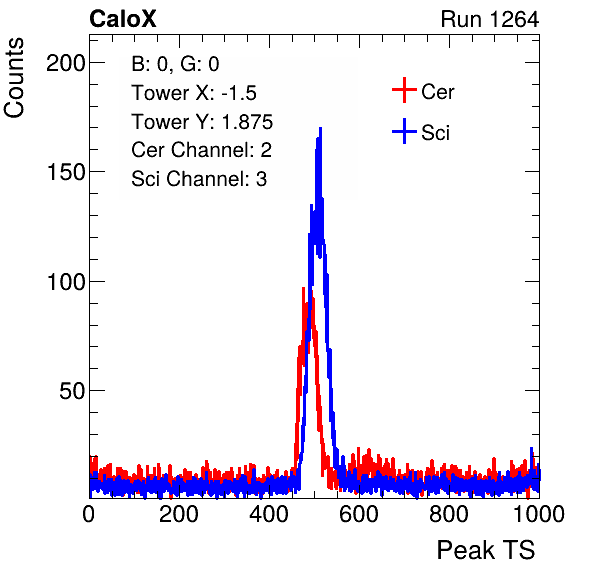 CaloX Run 1264
Counts
B: 0, G: 0
Tower X: -1.5
Tower Y: 1.875
Cer Channel: 2
Sci Channel: 3
Cer
Sci
200
150
100
50
0 200 400 600 800 1000
Peak TS